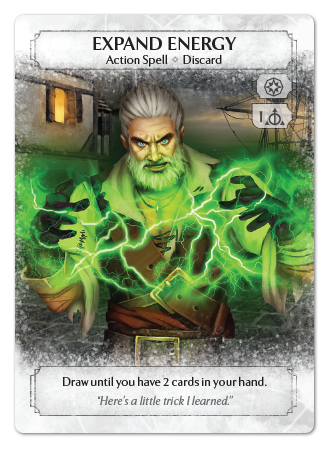 EXPAND ENERGY
Action Spell ◇ Discard
1
Draw until you have 2 cards in your hand.
"Here's a little trick I learned."